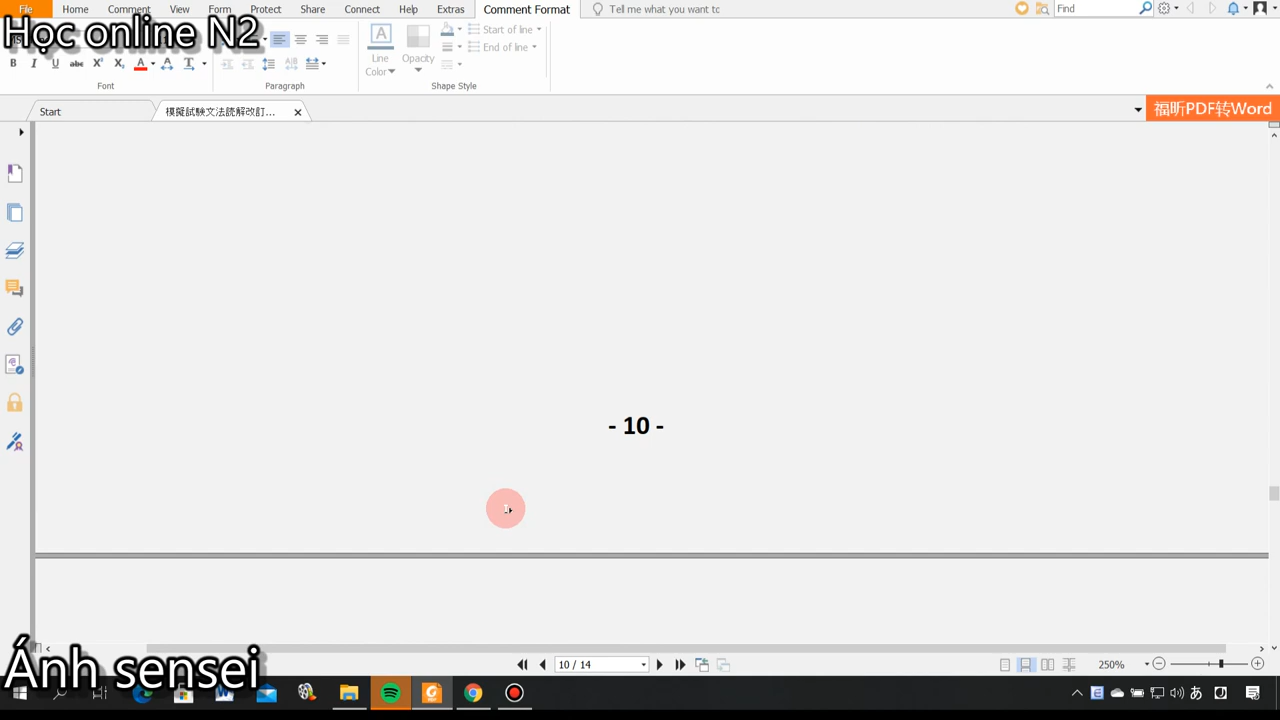 File Home Comment View Form Protect Share Connect Help Extras Comment Format Tell me what you want to Find
Học online N2
Start of line
Line Color
Opacity
End of line
Font Paragraph Shape Style
Start 模擬試験文法読解改訂... 福昕PDF转Word
- 10 -
Ánh sensei
10 / 14 250%